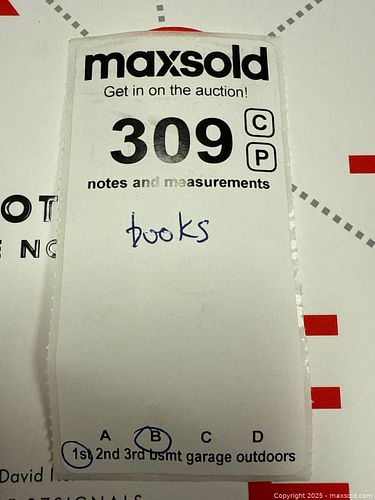 maxsold
Get in on the auction!
309
C
P
notes and measurements
books
A B C D
1st 2nd 3rd bsmt garage outdoors
OT
E NO
David
Copyright 2025 - maxsold.com